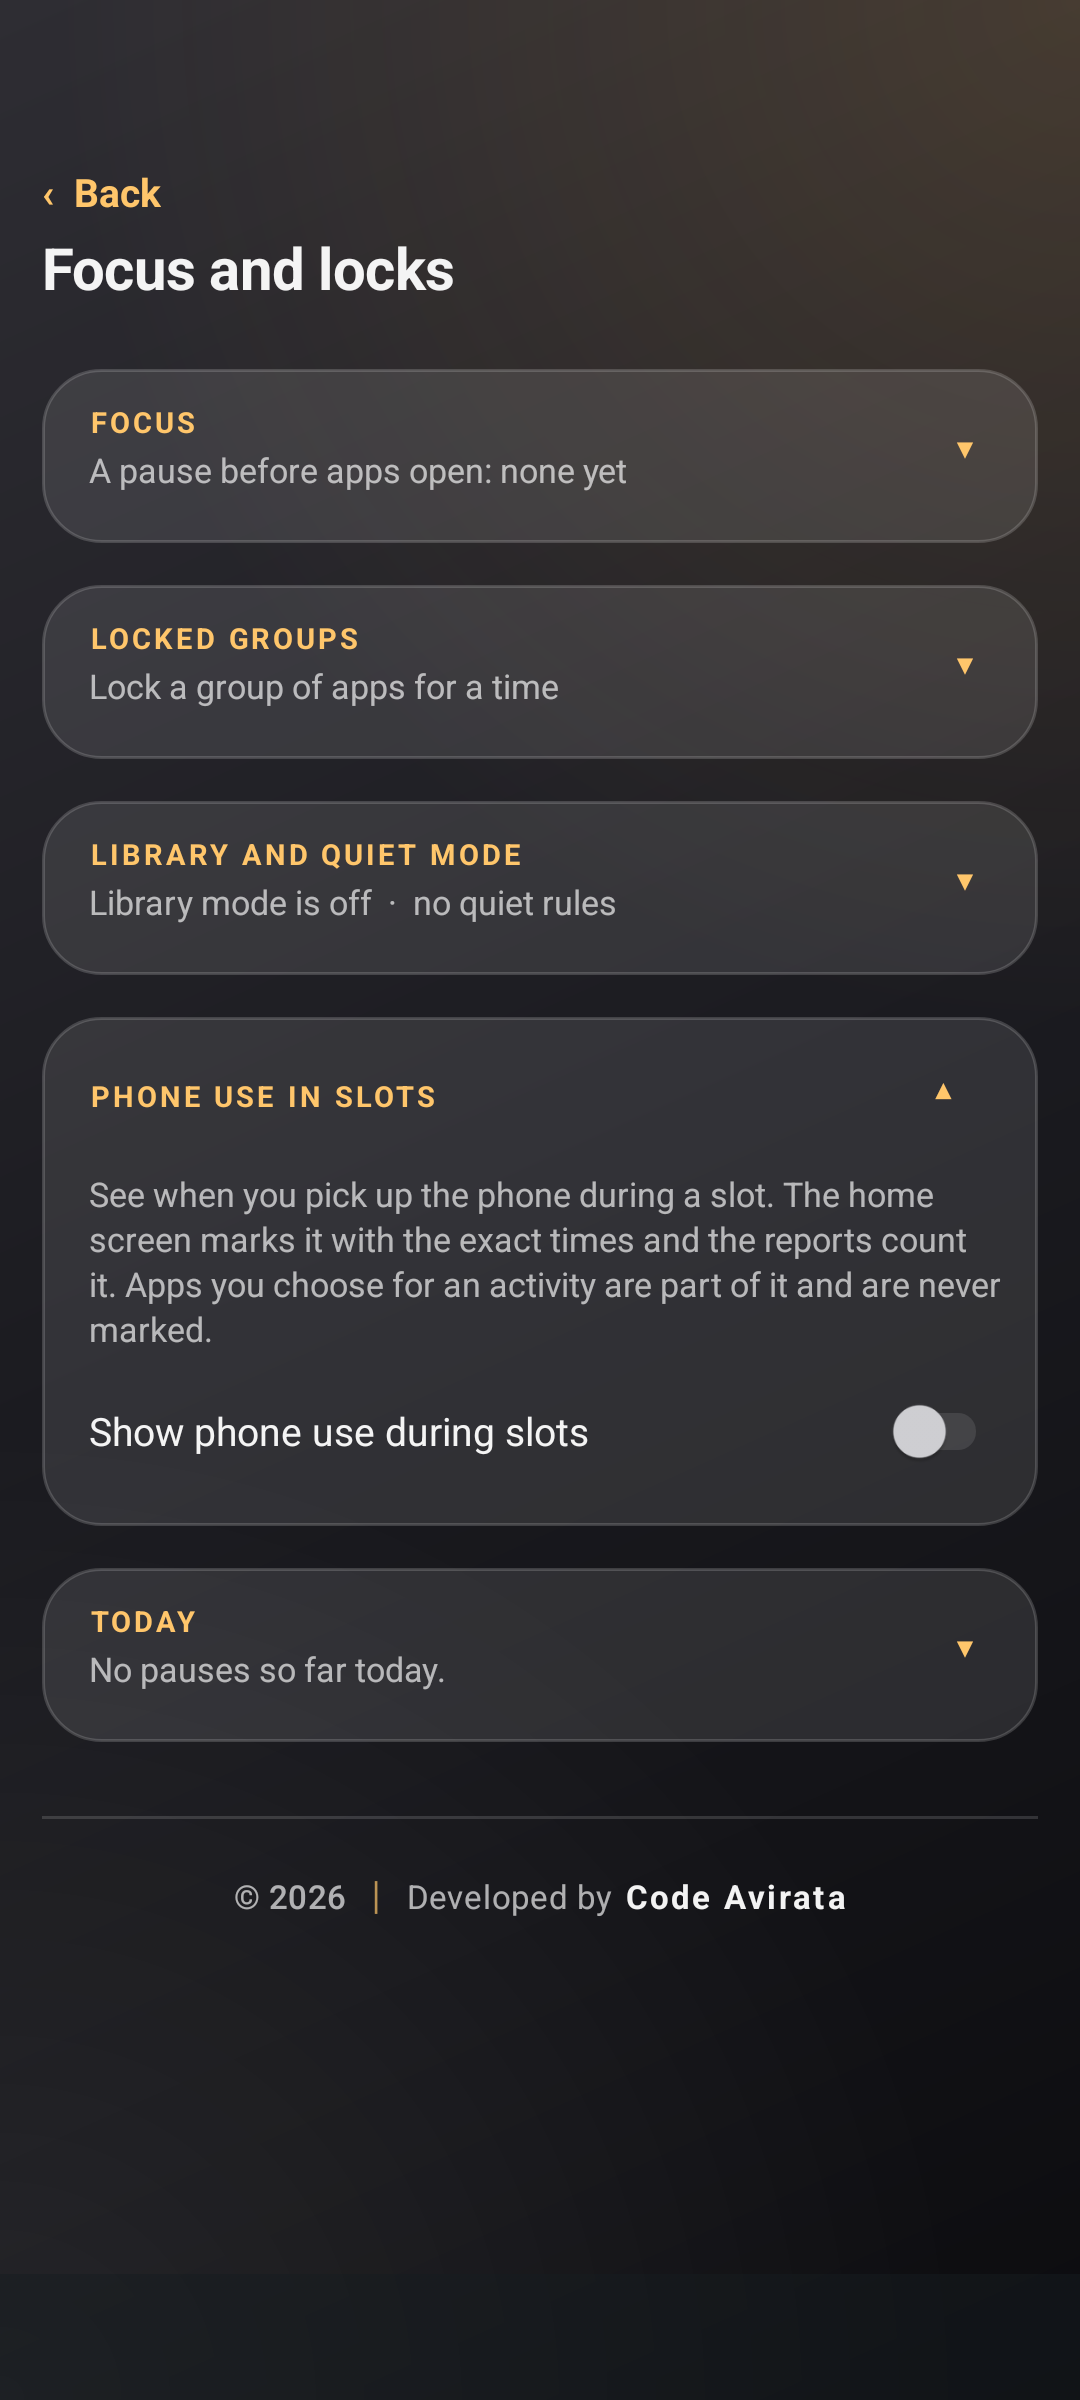 ‹ Back
Focus and locks
FOCUS
A pause before apps open: none yet
LOCKED GROUPS
Lock a group of apps for a time
LIBRARY AND QUIET MODE
Library mode is off · no quiet rules
PHONE USE IN SLOTS
See when you pick up the phone during a slot. The home
screen marks it with the exact times and the reports count
it. Apps you choose for an activity are part of it and are never
marked.
Show phone use during slots
TODAY
No pauses so far today.
© 2026 | Developed by Code Avirata